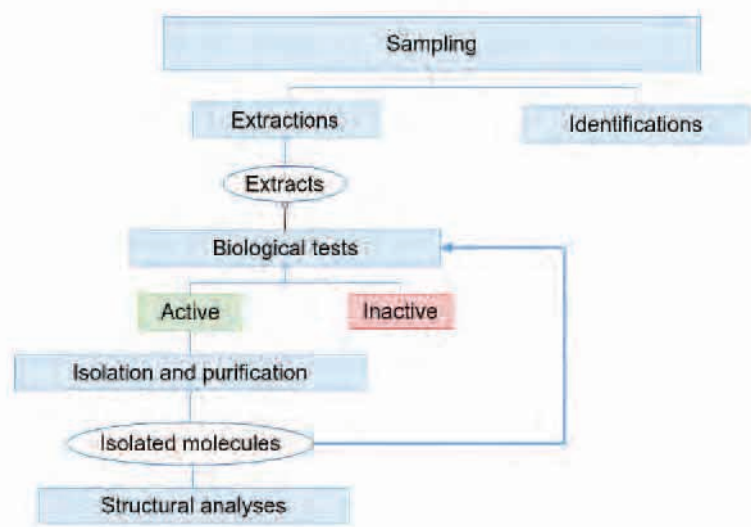 Sampling
Extractions
Identifications
Extracts
Biological tests
Active
Inactive
Isolation and purification
Isolated molecules
Structural analyses